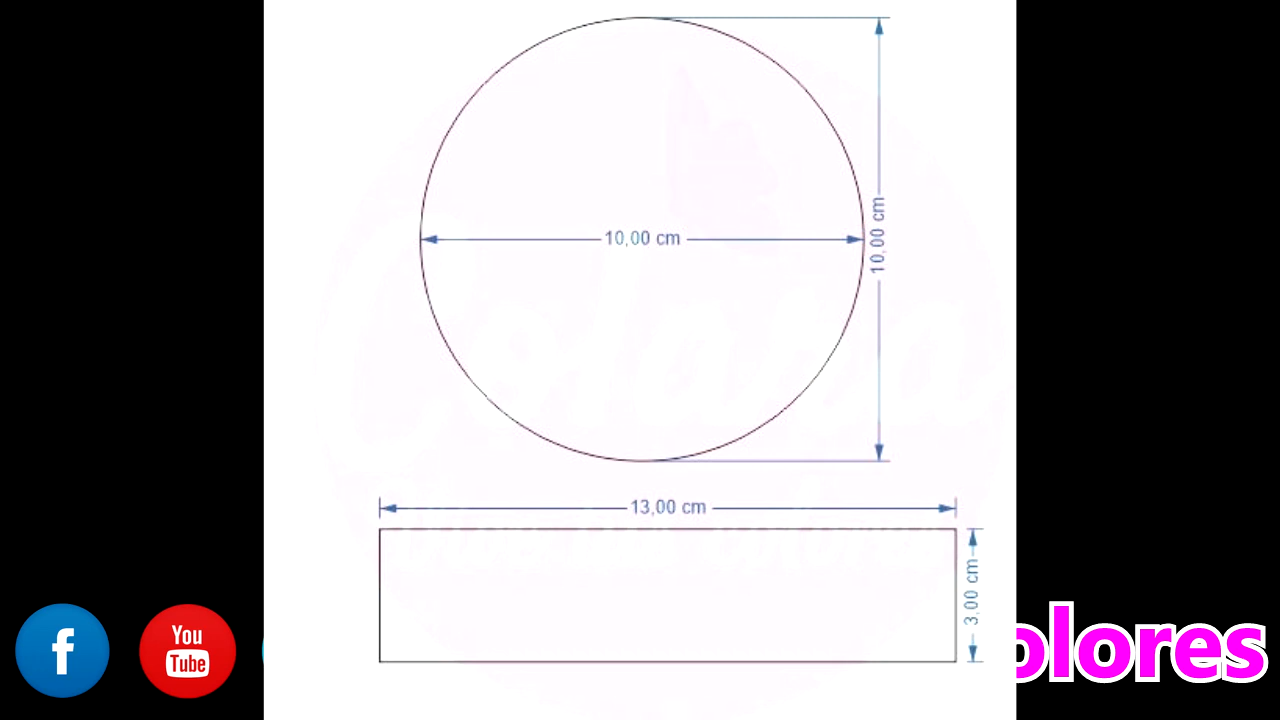 10,00 cm
10,00 cm
13,00 cm
3,00 cm
f
You
Tube
olores